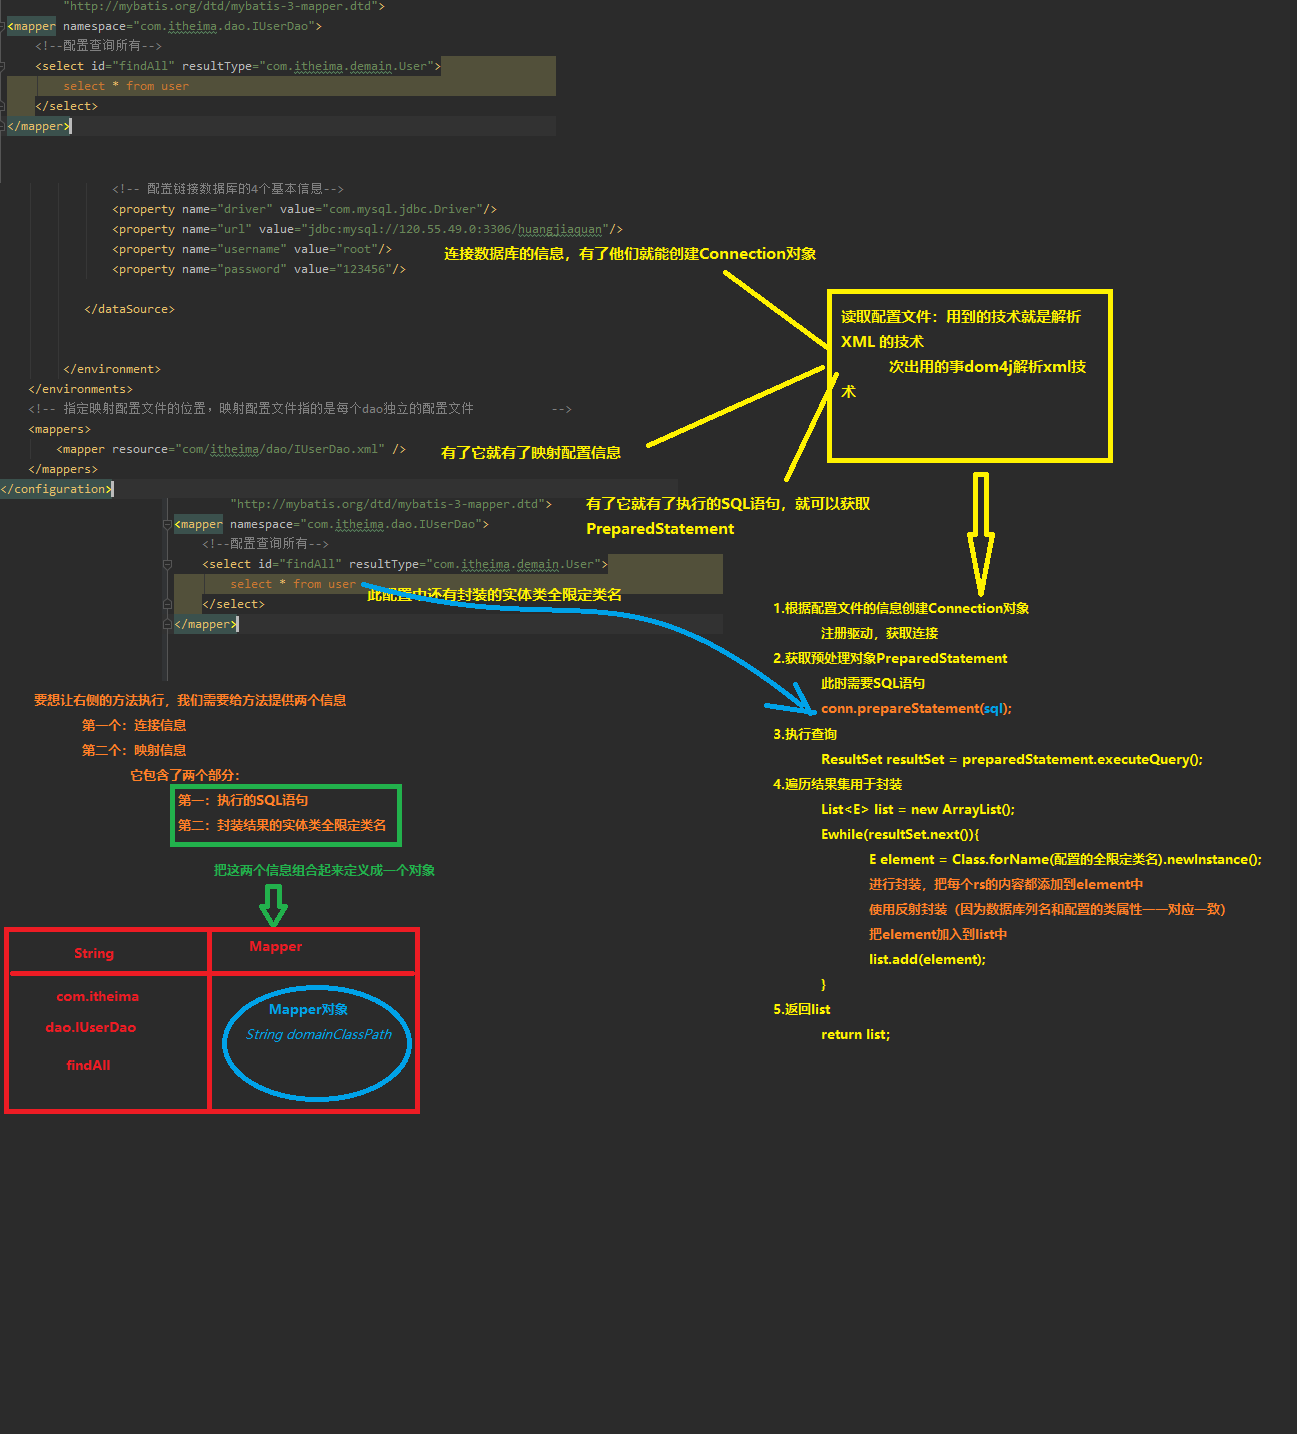 "http://mybatis.org/dtd/mybatis-3-mapper.dtd">
<mapper namespace="com.itheima.dao.IUserDao">
<!--配置查询所有-->
<select id="findAll" resultType="com.itheima.demain.User">
select * from user
</select>
</mapper>
<!-- 配置链接数据库的4个基本信息-->
<property name="driver" value="com.mysql.jdbc.Driver"/>
<property name="url" value="jdbc:mysql://120.55.49.0:3306/huangjiaquan"/>
<property name="username" value="root"/>
<property name="password" value="123456"/>
</dataSource>
</environment>
</environments>
<!-- 指定映射配置文件的位置，映射配置文件指的是每个dao独立的配置文件 -->
<mappers>
<mapper resource="com/itheima/dao/IUserDao.xml" />
</mappers>
</configuration>
连接数据库的信息，有了他们就能创建Connection对象
有了它就有了映射配置信息
读取配置文件：用到的技术就是解析
XML 的技术
次出用的事dom4j解析xml技
术
有了它就有了执行的SQL语句，就可以获取
PreparedStatement
"http://mybatis.org/dtd/mybatis-3-mapper.dtd">
<mapper namespace="com.itheima.dao.IUserDao">
<!--配置查询所有-->
<select id="findAll" resultType="com.itheima.demain.User">
select * from user
</select>
</mapper>
此配置中还有封装的实体类全限定类名
1.根据配置文件的信息创建Connection对象
注册驱动，获取连接
2.获取预处理对象PreparedStatement
此时需要SQL语句
conn.prepareStatement(sql);
3.执行查询
ResultSet resultSet = preparedStatement.executeQuery();
4.遍历结果集用于封装
List<E> list = new ArrayList();
Ewhile(resultSet.next()){
E element = Class.forName(配置的全限定类名).newInstance();
进行封装，把每个rs的内容都添加到element中
使用反射封装（因为数据库列名和配置的类属性一一对应一致）
把element加入到list中
list.add(element);
}
5.返回list
return list;
要想让右侧的方法执行，我们需要给方法提供两个信息
第一个：连接信息
第二个：映射信息
它包含了两个部分：
第一：执行的SQL语句
第二：封装结果的实体类全限定类名
把这两个信息组合起来定义成一个对象
String
Mapper
com.itheima
dao.IUserDao
findAll
Mapper对象
String domainClassPath